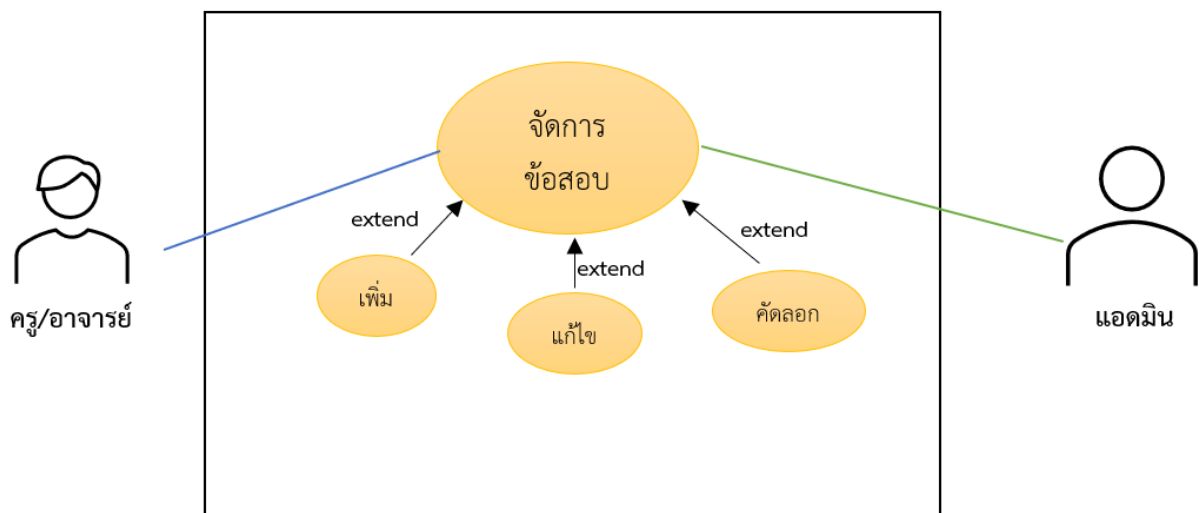 จัดการ
ข้อสอบ
extend
extend
extend
เพิ่ม
แก้ไข
คัดลอก
ครู/อาจารย์
แอดมิน